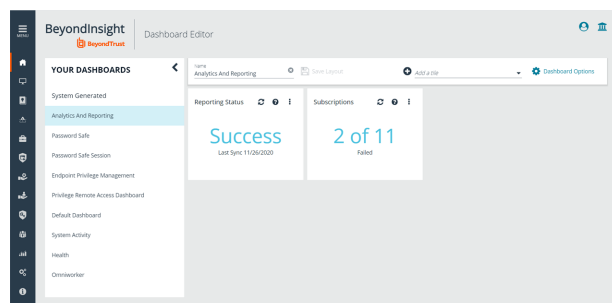 MENU
BeyondInsight
BeyondTrust
Dashboard Editor
YOUR DASHBOARDS
System Generated
Analytics And Reporting
Password Safe
Password Safe Session
Endpoint Privilege Management
Privilege Remote Access Dashboard
Default Dashboard
System Activity
Health
Omniworker
Name
Analytics And Reporting
Save Layout
Add a tile
Dashboard Options
Reporting Status
Success
Last Sync 11/26/2020
Subscriptions
2 of 11
Failed